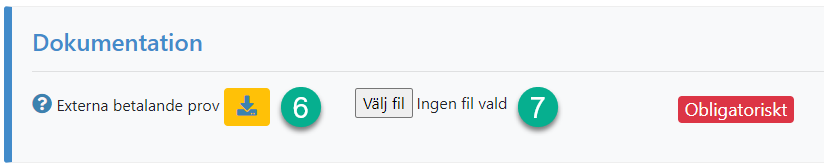 Dokumentation
? Externa betalande prov 6 Välj fil Ingen fil vald 7 Obligatoriskt